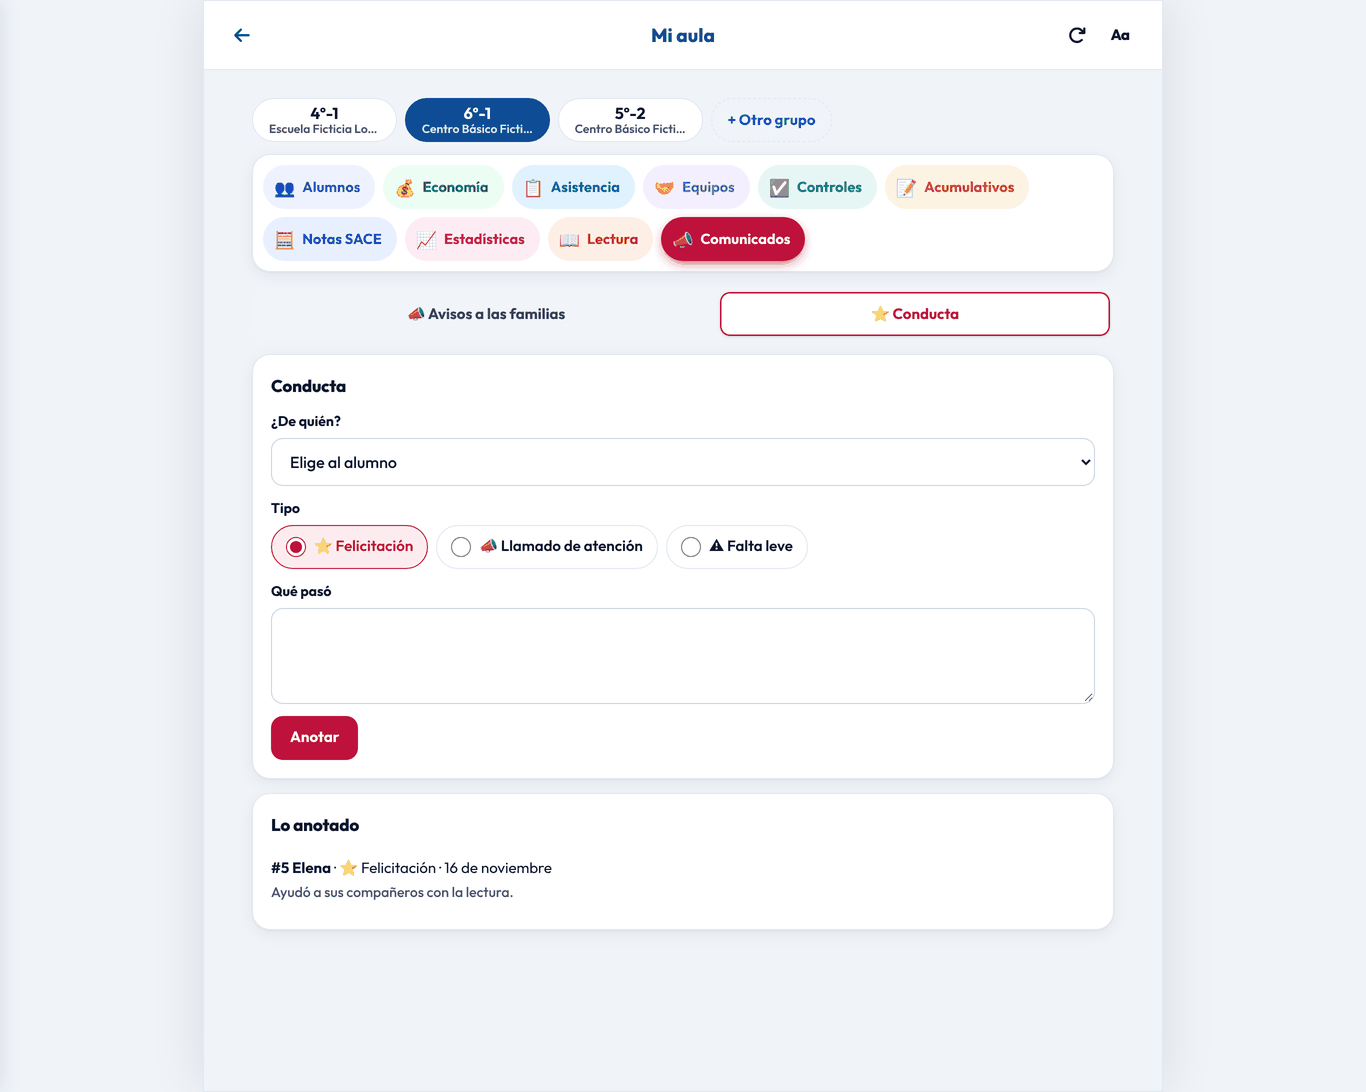 Mi aula
Aa
4°-1
Escuela Ficticia Lo...
6°-1
Centro Básico Ficti...
5°-2
Centro Básico Ficti...
+ Otro grupo
Alumnos
Economía
Asistencia
Equipos
Controles
Acumulativos
Notas SACE
Estadísticas
Lectura
Comunicados
Avisos a las familias
Conducta
Conducta
¿De quién?
Elige al alumno
Tipo
Felicitación
Llamado de atención
Falta leve
Qué pasó
Anotar
Lo anotado
#5 Elena · ⭐ Felicitación · 16 de noviembre
Ayudó a sus compañeros con la lectura.